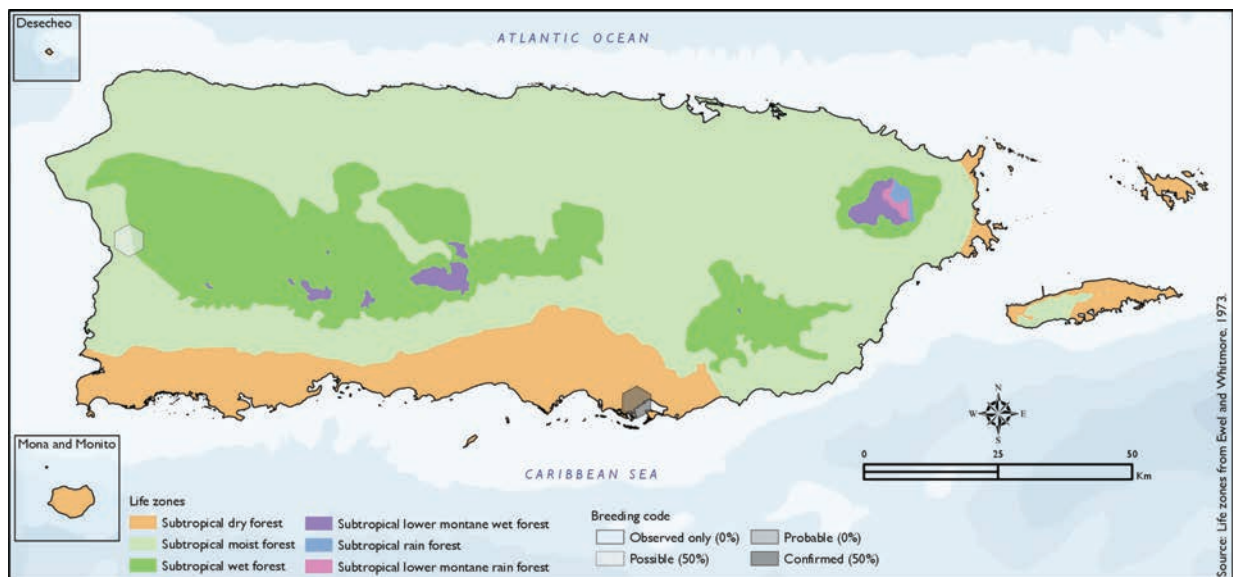 Desecheo
ATLANTIC OCEAN
Mona and Monito
CARIBBEAN SEA
N
W E
S
0 25 50
Km
Life zones
Subtropical dry forest
Subtropical moist forest
Subtropical wet forest
Subtropical lower montane wet forest
Subtropical rain forest
Subtropical lower montane rain forest
Breeding code
Observed only (0%)
Possible (50%)
Probable (0%)
Confirmed (50%)
Source: Life zones from Ewel and Whitmore, 1973.